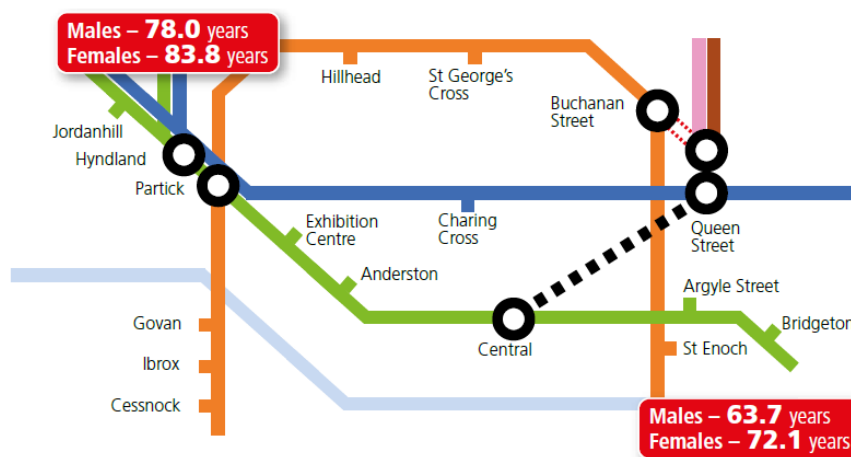 Males – 78.0 years
Females – 83.8 years
Hillhead
St George's
Cross
Buchanan
Street
Jordanhill
Hyndland
Partick
Exhibition
Centre
Charing
Cross
Queen
Street
Anderston
Argyle Street
Govan
Central
St Enoch
Bridgeton
Ibrox
Cessnock
Males – 63.7 years
Females – 72.1 years